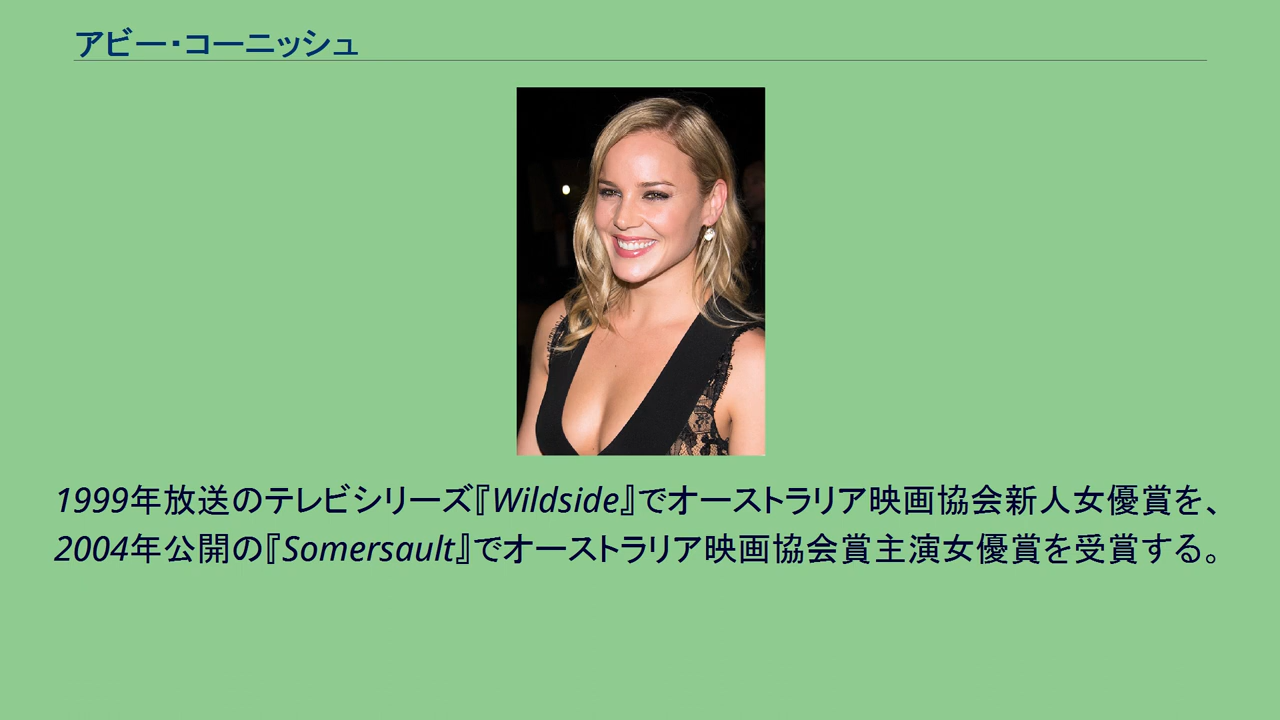 アビー・コーニッシュ
1999年放送のテレビシリーズ『Wildside』でオーストラリア映画協会新人女優賞を、
2004年公開の『Somersault』でオーストラリア映画協会賞主演女優賞を受賞する。